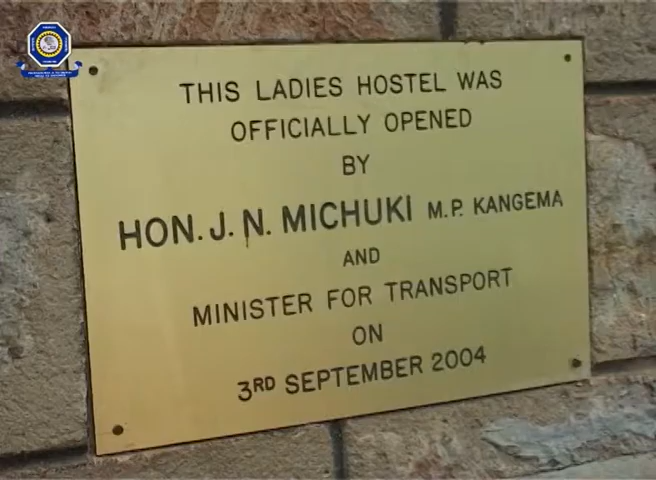 THIS LADIES HOSTEL WAS
OFFICIALLY OPENED
BY
HON. J. N. MICHUKI M.P. KANGEMA
AND
MINISTER FOR TRANSPORT
ON
3RD SEPTEMBER 2004